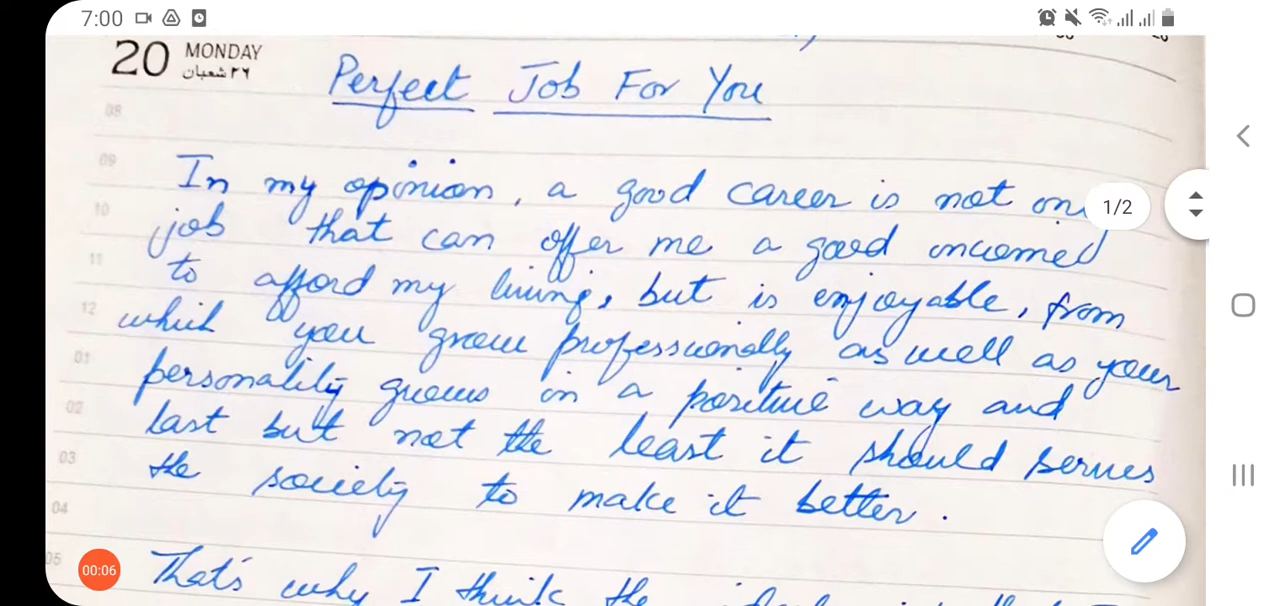 7:00
20 MONDAY
٢٦ شعبان
Perfect Job For You
08
09
In my opinion, a good career is not
1/2
10
job that can offer me a good incomed
11
to afford my living, but is enjoyable, from
12
which you grow professionally as well as your
01
personality grows in a positive way and
02
last but not the least it should serves
03
the society to make it better.
04
05
That's why I think the
00:06